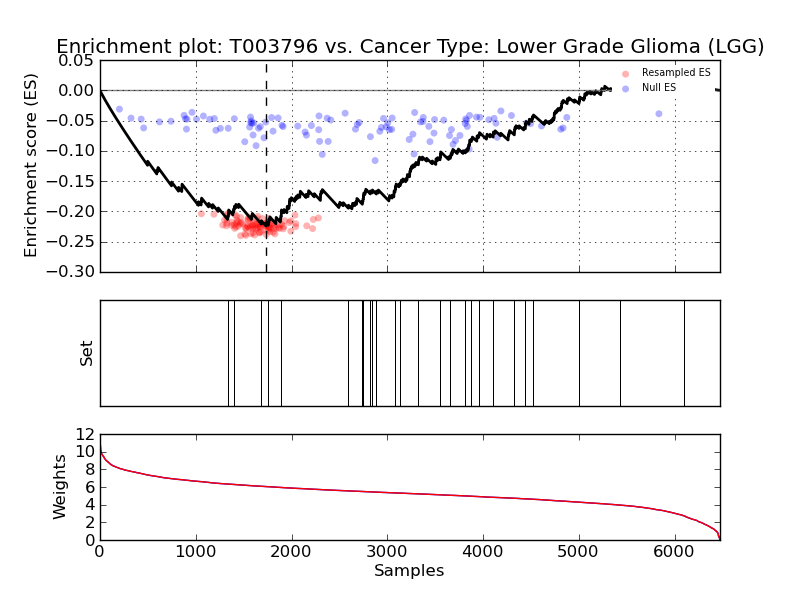 Enrichment plot: T003796 vs. Cancer Type: Lower Grade Glioma (LGG)
Enrichment score (ES)
0.05
0.00
−0.05
−0.10
−0.15
−0.20
−0.25
−0.30
Resampled ES
Null ES
Set
Weights
12
10
8
6
4
2
0
0 1000 2000 3000 4000 5000 6000
Samples